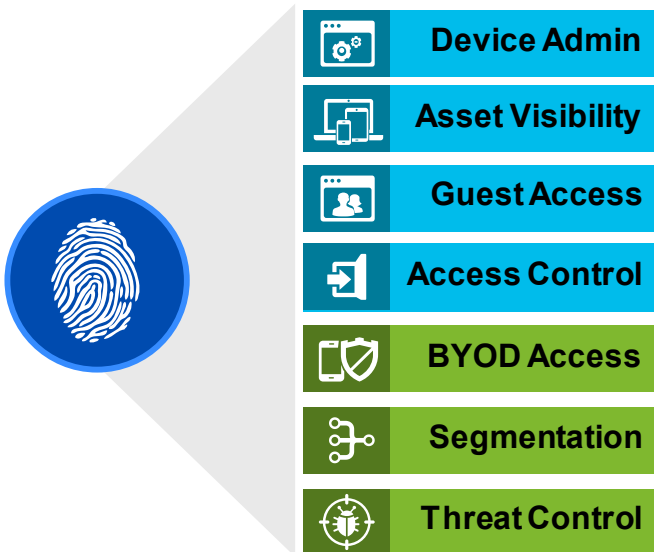 Device Admin
Asset Visibility
Guest Access
Access Control
BYOD Access
Segmentation
Threat Control